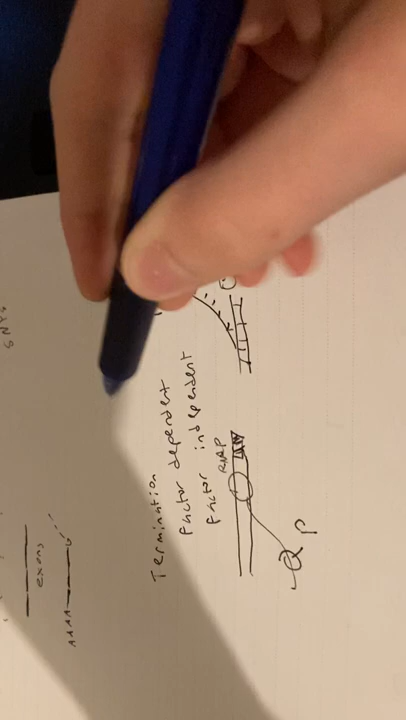 Termination
factor dependent
factor independent
RNAP
P
exons
AAAA